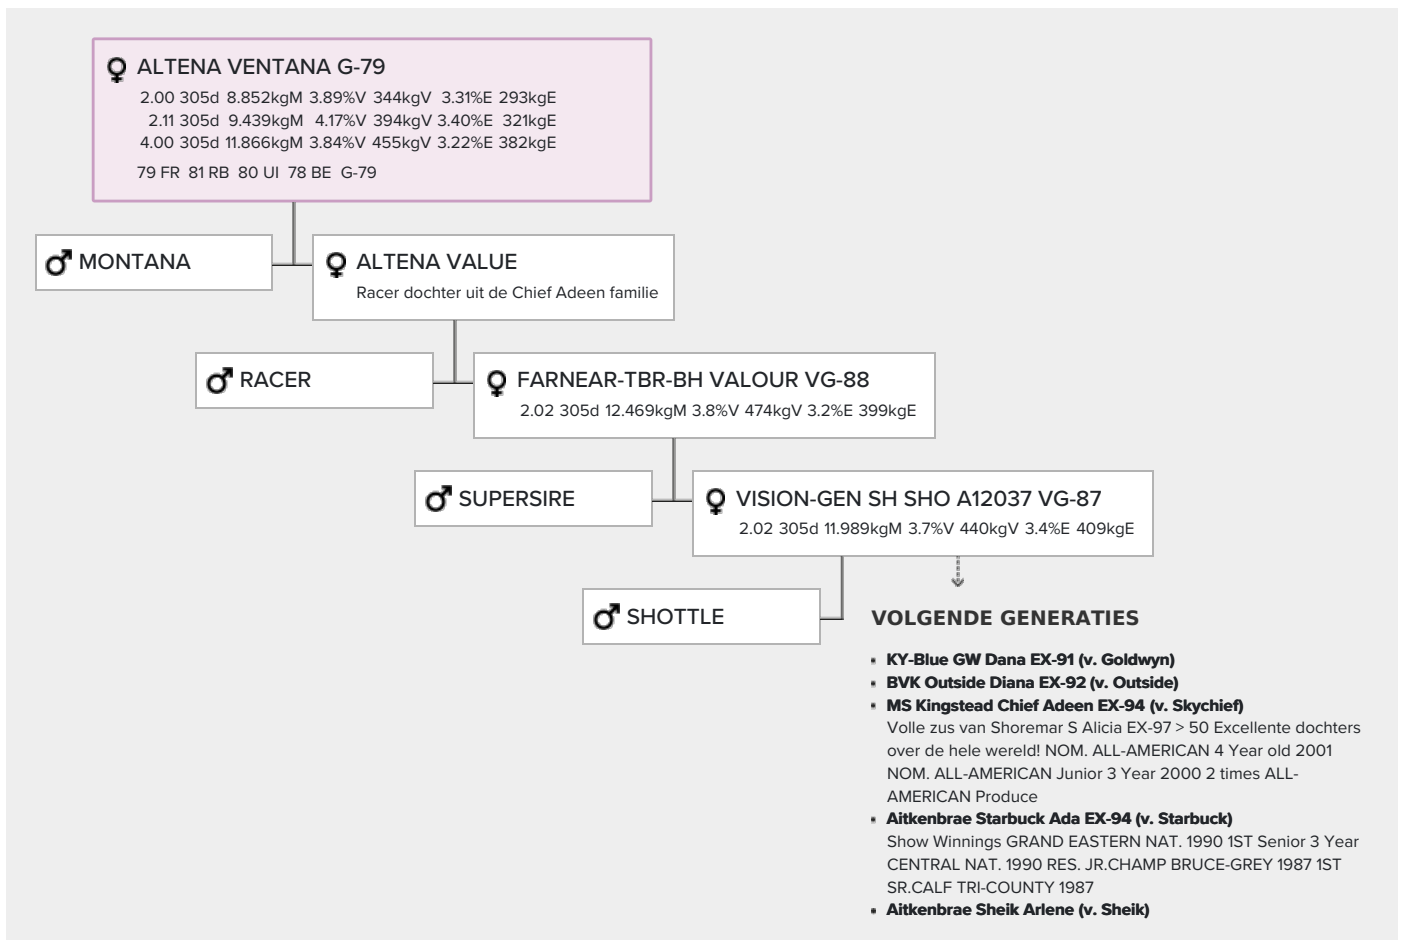 ALTENA VENTANA G-79
2.00 305d 8.852kgM 3.89%V 344kgV 3.31%E 293kgE
2.11 305d 9.439kgM 4.17%V 394kgV 3.40%E 321kgE
4.00 305d 11.866kgM 3.84%V 455kgV 3.22%E 382kgE
79 FR 81 RB 80 UI 78 BE G-79
MONTANA
ALTENA VALUE
Racer dochter uit de Chief Adeen familie
RACER
FARNEAR-TBR-BH VALOUR VG-88
2.02 305d 12.469kgM 3.8%V 474kgV 3.2%E 399kgE
SUPERSIRE
VISION-GEN SH SHO A12037 VG-87
2.02 305d 11.989kgM 3.7%V 440kgV 3.4%E 409kgE
SHOTTLE
VOLGENDE GENERATIES
KY-Blue GW Dana EX-91 (v. Goldwyn)
BVK Outside Diana EX-92 (v. Outside)
MS Kingstead Chief Adeen EX-94 (v. Skychief)
Volle zus van Shoremar S Alicia EX-97 > 50 Excellente dochters
over de hele wereld! NOM. ALL-AMERICAN 4 Year old 2001
NOM. ALL-AMERICAN Junior 3 Year 2000 2 times ALL-
AMERICAN Produce
Aitkenbrae Starbuck Ada EX-94 (v. Starbuck)
Show Winnings GRAND EASTERN NAT. 1990 1ST Senior 3 Year
CENTRAL NAT. 1990 RES. JR.CHAMP BRUCE-GREY 1987 1ST
SR.CALF TRI-COUNTY 1987
Aitkenbrae Sheik Arlene (v. Sheik)